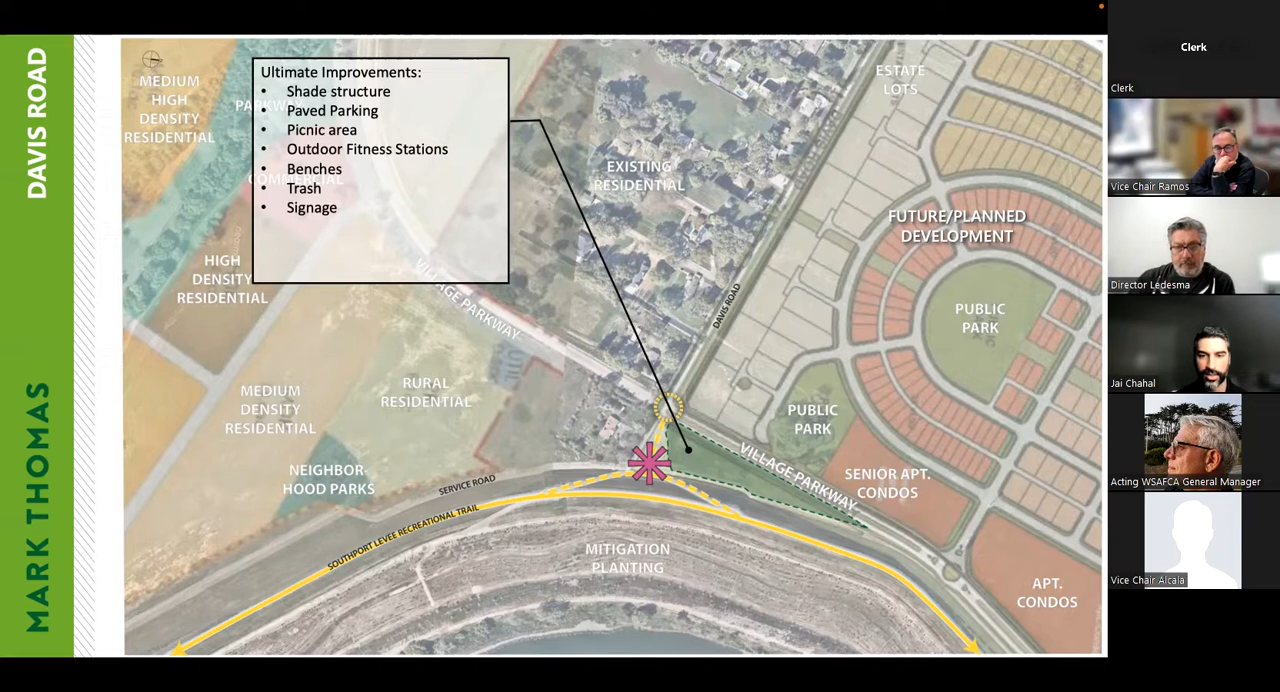 DAVIS ROAD
MARK THOMAS
Ultimate Improvements:
• Shade structure
• Paved Parking
• Picnic area
• Outdoor Fitness Stations
• Benches
• Trash
• Signage
MEDIUM
HIGH
DENSITY
RESIDENTIAL
PARKWAY
COMMERCIAL
HIGH
DENSITY
RESIDENTIAL
VILLAGE PARKWAY
EXISTING
RESIDENTIAL
DAVIS ROAD
ESTATE
LOTS
FUTURE/PLANNED
DEVELOPMENT
PUBLIC
PARK
PUBLIC
PARK
MEDIUM
DENSITY
RESIDENTIAL
RURAL
RESIDENTIAL
NEIGHBOR-
HOOD PARKS
SERVICE ROAD
SOUTHPORT LEVEE RECREATIONAL TRAIL
VILLAGE PARKWAY
SENIOR APT.
CONDOS
MITIGATION
PLANTING
APT.
CONDOS
Clerk
Clerk
Vice Chair Ramos
Director Ledesma
Jai Chahal
Acting WSAFCA General Manager
Vice Chair Alcala